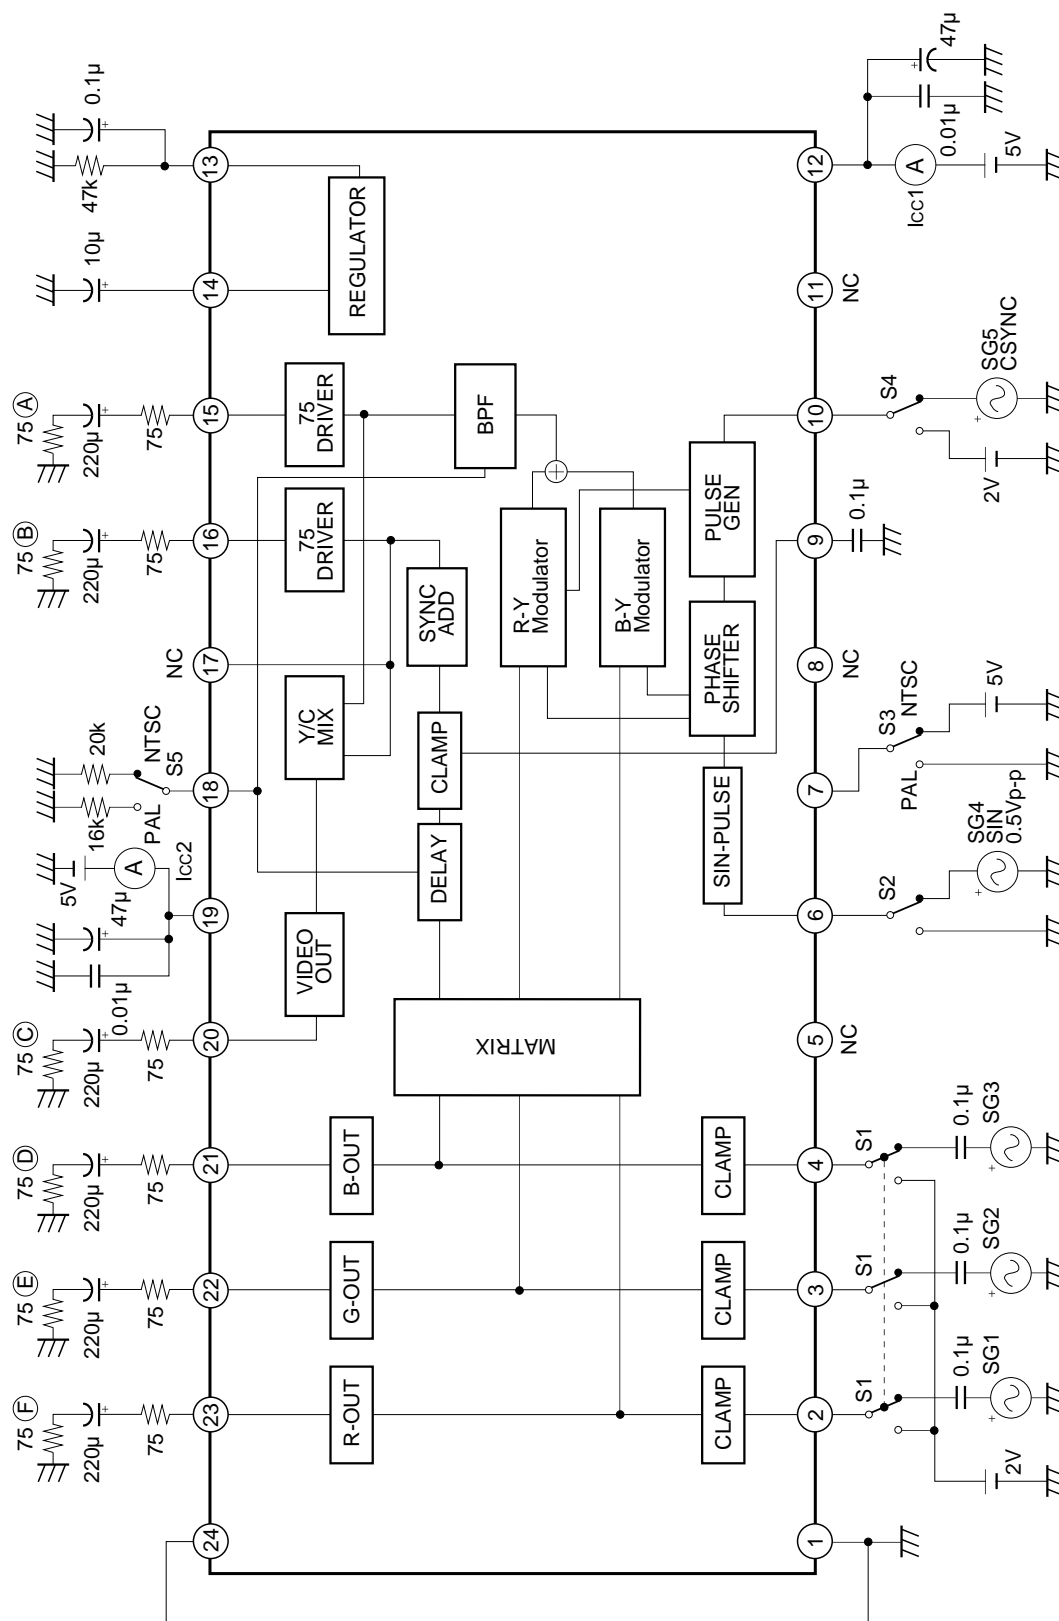 F
75
220µ
75
E
75
220µ
75
D
75
220µ
75
C
75
220µ
75
0.01µ
47µ
5V
A
Icc2
16k
20k
PAL
NTSC
S5
NC
B
75
220µ
75
A
75
220µ
75
10µ
47k
0.1µ
24
23
22
21
20
19
18
17
16
15
14
13
R-OUT
G-OUT
B-OUT
VIDEO
OUT
Y/C
MIX
75
DRIVER
75
DRIVER
REGULATOR
MATRIX
DELAY
CLAMP
SYNC
ADD
BPF
R-Y
Modulator
B-Y
Modulator
CLAMP
CLAMP
CLAMP
SIN-PULSE
PHASE
SHIFTER
PULSE
GEN
1
2
3
4
5
6
7
8
9
10
11
12
S1
S1
S1
NC
S2
PAL
S3
NTSC
NC
0.1µ
S4
NC
2V
0.1µ
SG1
0.1µ
SG2
0.1µ
SG3
SG4
SIN
0.5Vp-p
5V
2V
SG5
CSYNC
Icc1
A
5V
0.01µ
47µ